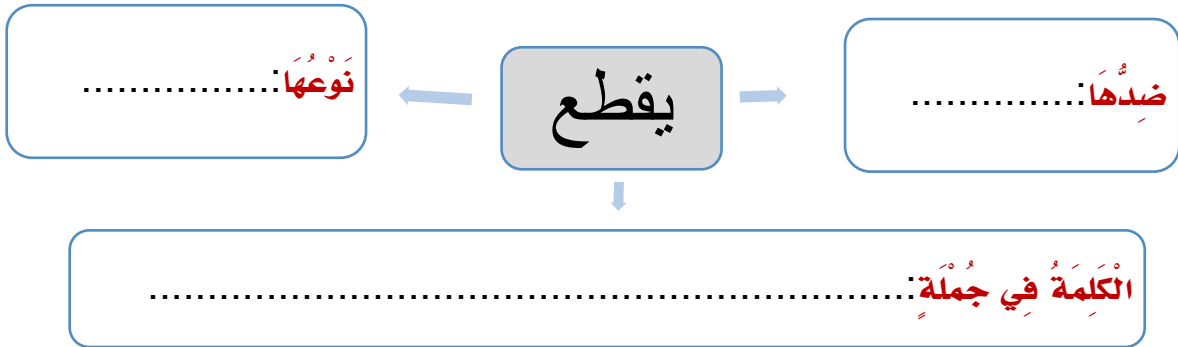 ضِدُّهَا:...............
يقطع
نَوْعُهَا:................
الْكَلِمَةُ فِي جُمْلَةٍ:................................................................